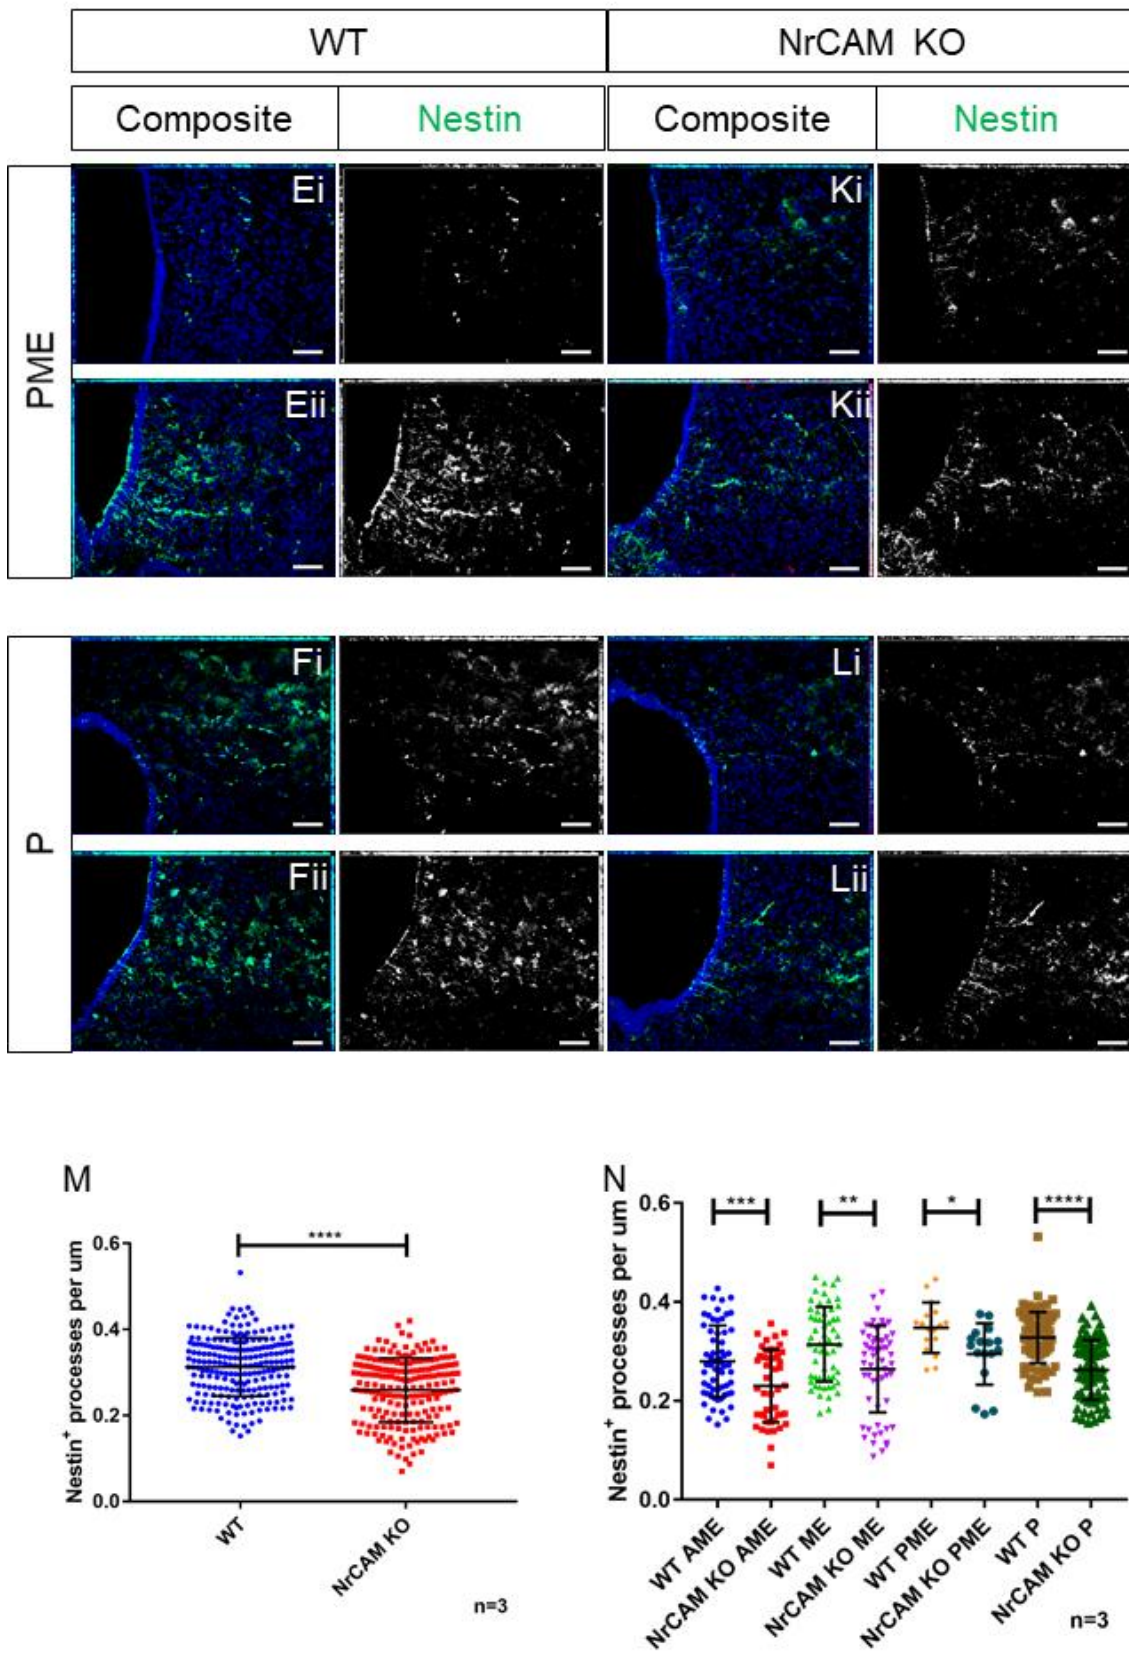 WT NrCAM KO
Composite Nestin Composite Nestin
PME
Ei Ki
Eii Kii
P
Fi Li
Fii Lii
M
Nestin+ processes per um
0.6
0.4
0.2
0.0
****
WT
NrCAM KO
n=3
N
Nestin+ processes per um
0.6
0.4
0.2
0.0
*** ** * ****
WT AME
NrCAM KO AME
WT ME
NrCAM KO ME
WT PME
NrCAM KO PME
WT P
NrCAM KO P
n=3